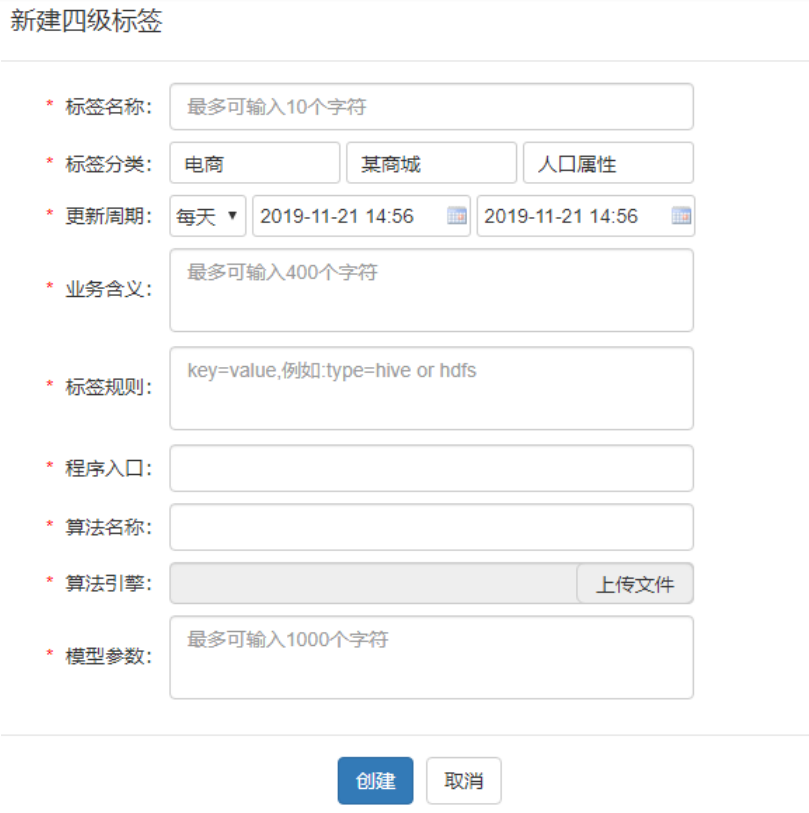 新建四级标签
* 标签名称： 最多可输入10个字符
* 标签分类： 电商 某商城 人口属性
* 更新周期： 每天 2019-11-21 14:56 2019-11-21 14:56
* 业务含义： 最多可输入400个字符
* 标签规则： key=value,例如:type=hive or hdfs
* 程序入口：
* 算法名称：
* 算法引擎： 上传文件
* 模型参数： 最多可输入1000个字符
创建 取消